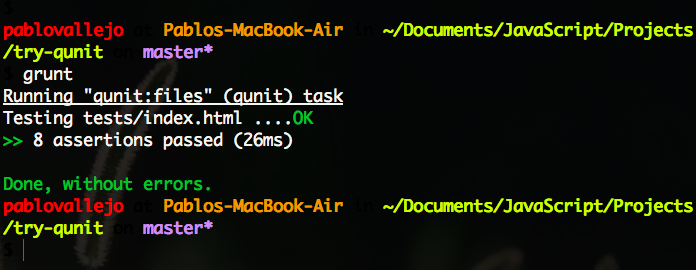 $
pablovallejo at Pablos-MacBook-Air in ~/Documents/JavaScript/Projects
/try-qunit on master*
$ grunt
Running "qunit:files" (qunit) task
Testing tests/index.html ....OK
>> 8 assertions passed (26ms)
Done, without errors.
pablovallejo at Pablos-MacBook-Air in ~/Documents/JavaScript/Projects
/try-qunit on master*
$